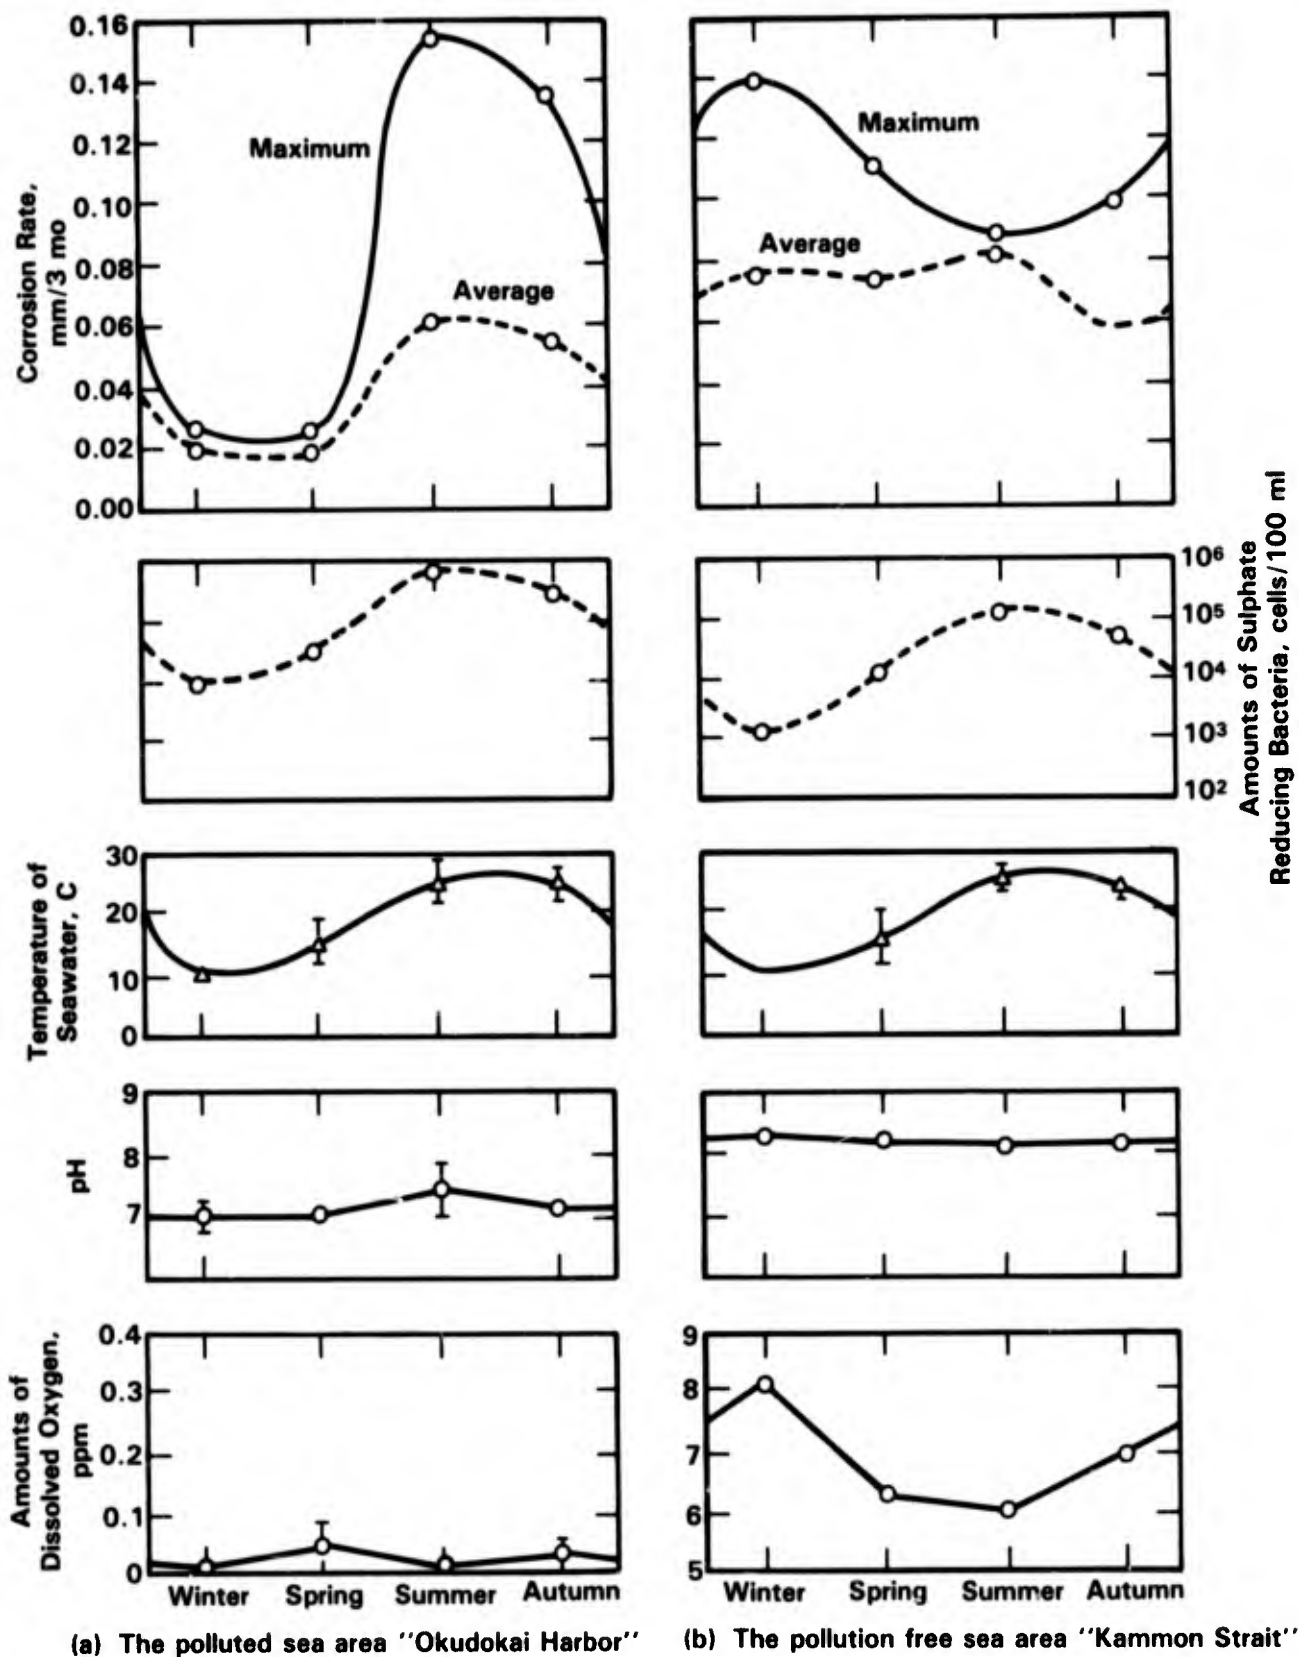 Corrosion Rate,
mm/3 mo
0.16
0.14
0.12
0.10
0.08
0.06
0.04
0.02
0.00
Maximum
Average
Maximum
Average
10⁶
10⁵
10⁴
10³
10²
Amounts of Sulphate
Reducing Bacteria, cells/100 ml
Temperature of
Seawater, C
30
20
10
0
pH
9
8
7
Amounts of
Dissolved Oxygen,
ppm
0.4
0.3
0.2
0.1
0
9
8
7
6
5
Winter Spring Summer Autumn
Winter Spring Summer Autumn
(a) The polluted sea area "Okudokai Harbor"
(b) The pollution free sea area "Kammon Strait"